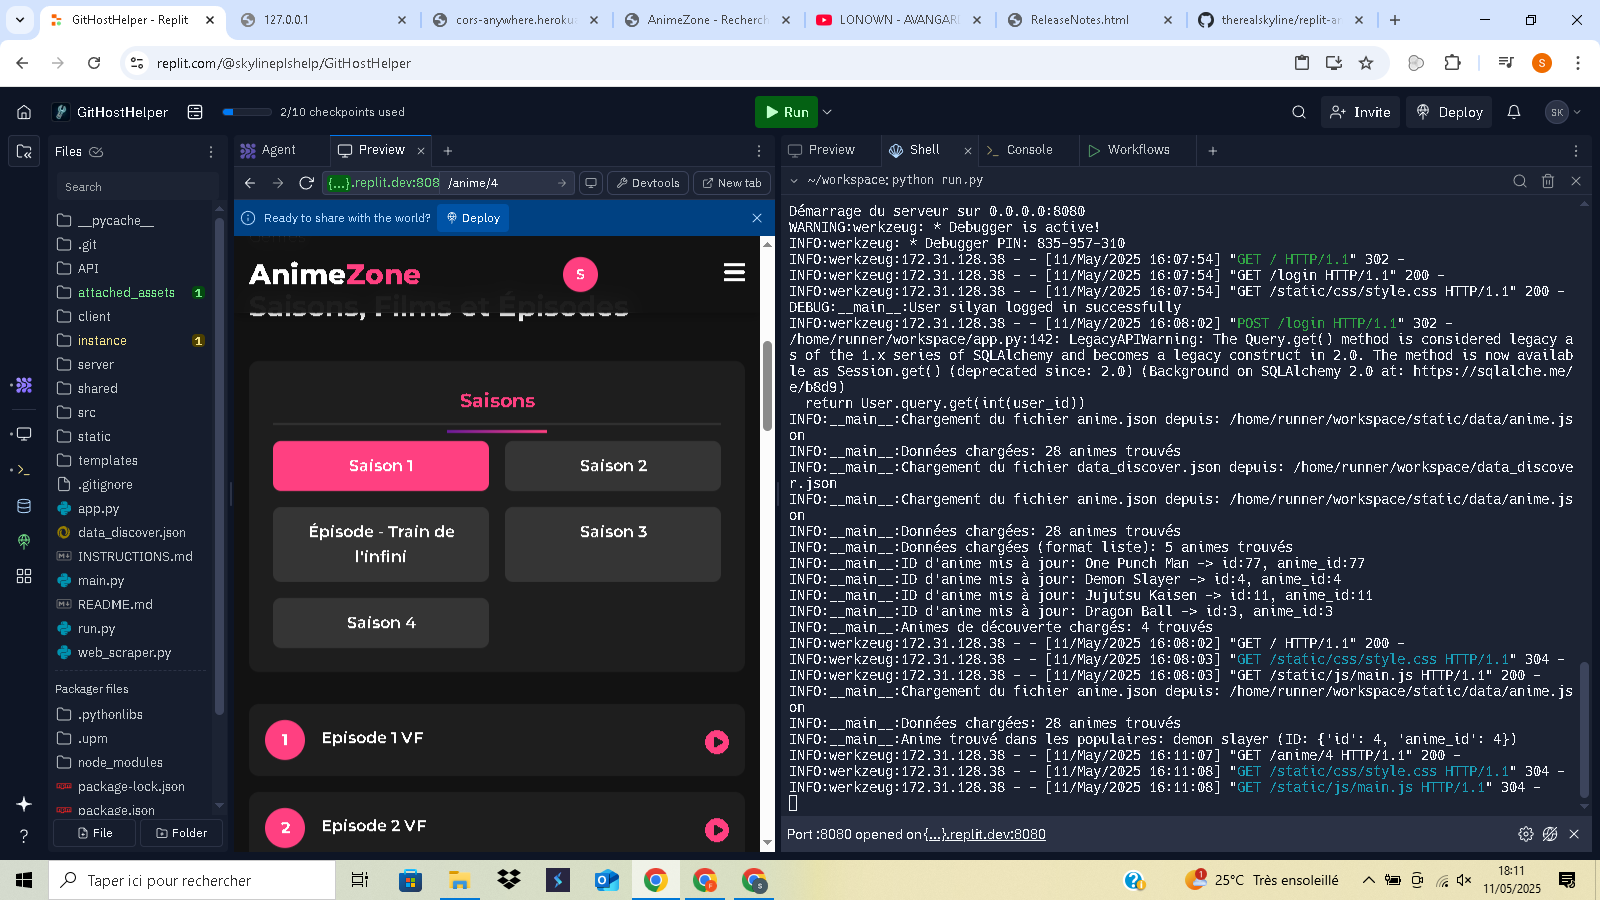 GitHostHelper - Replit
127.0.0.1
cors-anywhere.heroku
AnimeZone - Recherch
LONOWN - AVANGARD
ReleaseNotes.html
therealskyline/replit-an
replit.com/@skylineplshelp/GitHostHelper
S
GitHostHelper
2/10 checkpoints used
Run
Invite
Deploy
SK
Files
Agent
Preview
Preview
Shell
Console
Workflows
Search
{...}.replit.dev:808
/anime/4
Devtools
New tab
~/workspace: python run.py
Ready to share with the world?
Deploy
__pycache__
.git
API
attached_assets 1
client
instance 1
server
shared
src
static
templates
.gitignore
app.py
data_discover.json
INSTRUCTIONS.md
main.py
README.md
run.py
web_scraper.py
Packager files
.pythonlibs
.upm
node_modules
package-lock.json
package.json
File
Folder
AnimeZone
S
Saisons, Films et Épisodes
Saisons
Saison 1
Saison 2
Épisode - Train de
l'infini
Saison 3
Saison 4
1 Episode 1 VF
2 Episode 2 VF
Démarrage du serveur sur 0.0.0.0:8080
WARNING:werkzeug: * Debugger is active!
INFO:werkzeug: * Debugger PIN: 835-957-310
INFO:werkzeug:172.31.128.38 - - [11/May/2025 16:07:54] "GET / HTTP/1.1" 302 -
INFO:werkzeug:172.31.128.38 - - [11/May/2025 16:07:54] "GET /login HTTP/1.1" 200 -
INFO:werkzeug:172.31.128.38 - - [11/May/2025 16:07:54] "GET /static/css/style.css HTTP/1.1" 200 -
DEBUG:__main__:User silyan logged in successfully
INFO:werkzeug:172.31.128.38 - - [11/May/2025 16:08:02] "POST /login HTTP/1.1" 302 -
/home/runner/workspace/app.py:142: LegacyAPIWarning: The Query.get() method is considered legacy a
s of the 1.x series of SQLAlchemy and becomes a legacy construct in 2.0. The method is now availab
le as Session.get() (deprecated since: 2.0) (Background on SQLAlchemy 2.0 at: https://sqlalche.me/
e/b8d9)
return User.query.get(int(user_id))
INFO:__main__:Chargement du fichier anime.json depuis: /home/runner/workspace/static/data/anime.js
on
INFO:__main__:Données chargées: 28 animes trouvés
INFO:__main__:Chargement du fichier data_discover.json depuis: /home/runner/workspace/data_discove
r.json
INFO:__main__:Chargement du fichier anime.json depuis: /home/runner/workspace/static/data/anime.js
on
INFO:__main__:Données chargées: 28 animes trouvés
INFO:__main__:Données chargées (format liste): 5 animes trouvés
INFO:__main__:ID d'anime mis à jour: One Punch Man -> id:77, anime_id:77
INFO:__main__:ID d'anime mis à jour: Demon Slayer -> id:4, anime_id:4
INFO:__main__:ID d'anime mis à jour: Jujutsu Kaisen -> id:11, anime_id:11
INFO:__main__:ID d'anime mis à jour: Dragon Ball -> id:3, anime_id:3
INFO:__main__:Animes de découverte chargés: 4 trouvés
INFO:werkzeug:172.31.128.38 - - [11/May/2025 16:08:02] "GET / HTTP/1.1" 200 -
INFO:werkzeug:172.31.128.38 - - [11/May/2025 16:08:03] "GET /static/css/style.css HTTP/1.1" 304 -
INFO:werkzeug:172.31.128.38 - - [11/May/2025 16:08:03] "GET /static/js/main.js HTTP/1.1" 200 -
INFO:__main__:Chargement du fichier anime.json depuis: /home/runner/workspace/static/data/anime.js
on
INFO:__main__:Données chargées: 28 animes trouvés
INFO:__main__:Anime trouvé dans les populaires: demon slayer (ID: {'id': 4, 'anime_id': 4})
INFO:werkzeug:172.31.128.38 - - [11/May/2025 16:11:07] "GET /anime/4 HTTP/1.1" 200 -
INFO:werkzeug:172.31.128.38 - - [11/May/2025 16:11:08] "GET /static/css/style.css HTTP/1.1" 304 -
INFO:werkzeug:172.31.128.38 - - [11/May/2025 16:11:08] "GET /static/js/main.js HTTP/1.1" 304 -
Port :8080 opened on {...}.replit.dev:8080
Taper ici pour rechercher
1
25°C Très ensoleillé
18:11
11/05/2025